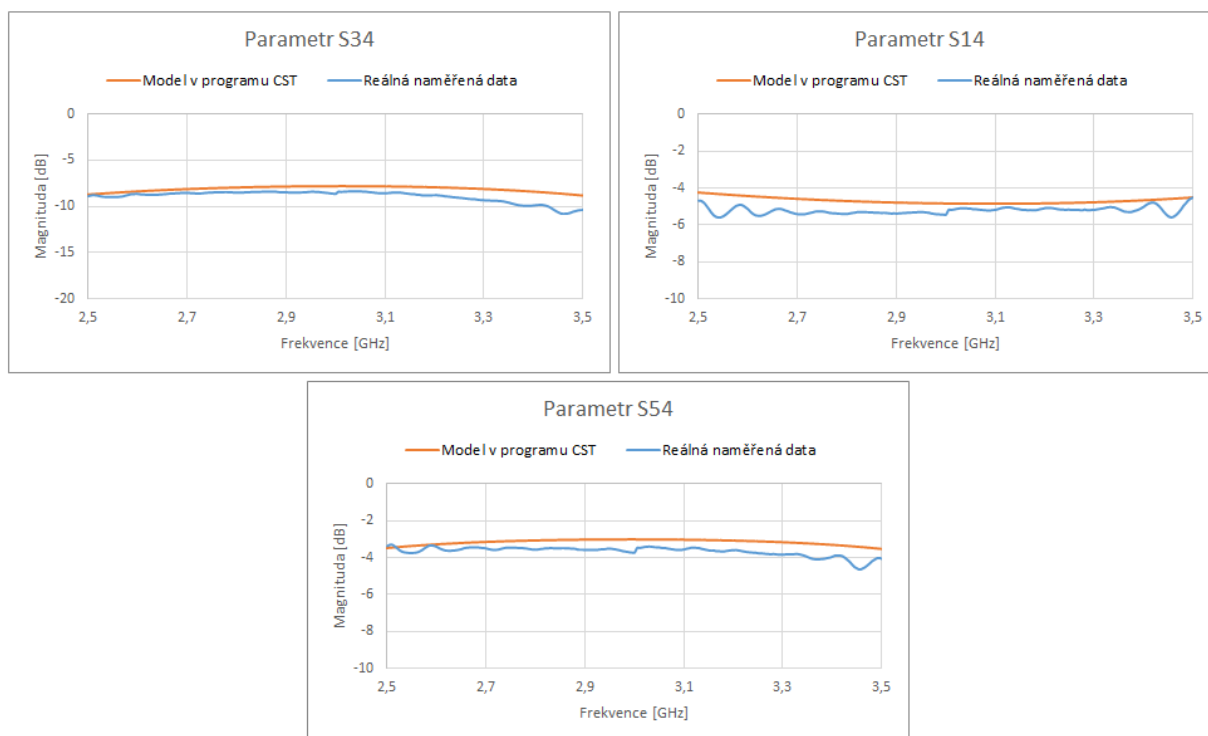 Parametr S34
Model v programu CST Reálná naměřená data
0
-5
-10
-15
-20
Magnituda [dB]
2,5 2,7 2,9 3,1 3,3 3,5
Frekvence [GHz]
Parametr S14
Model v programu CST Reálná naměřená data
0
-2
-4
-6
-8
-10
Magnituda [dB]
2,5 2,7 2,9 3,1 3,3 3,5
Frekvence [GHz]
Parametr S54
Model v programu CST Reálná naměřená data
0
-2
-4
-6
-8
-10
Magnituda [dB]
2,5 2,7 2,9 3,1 3,3 3,5
Frekvence [GHz]